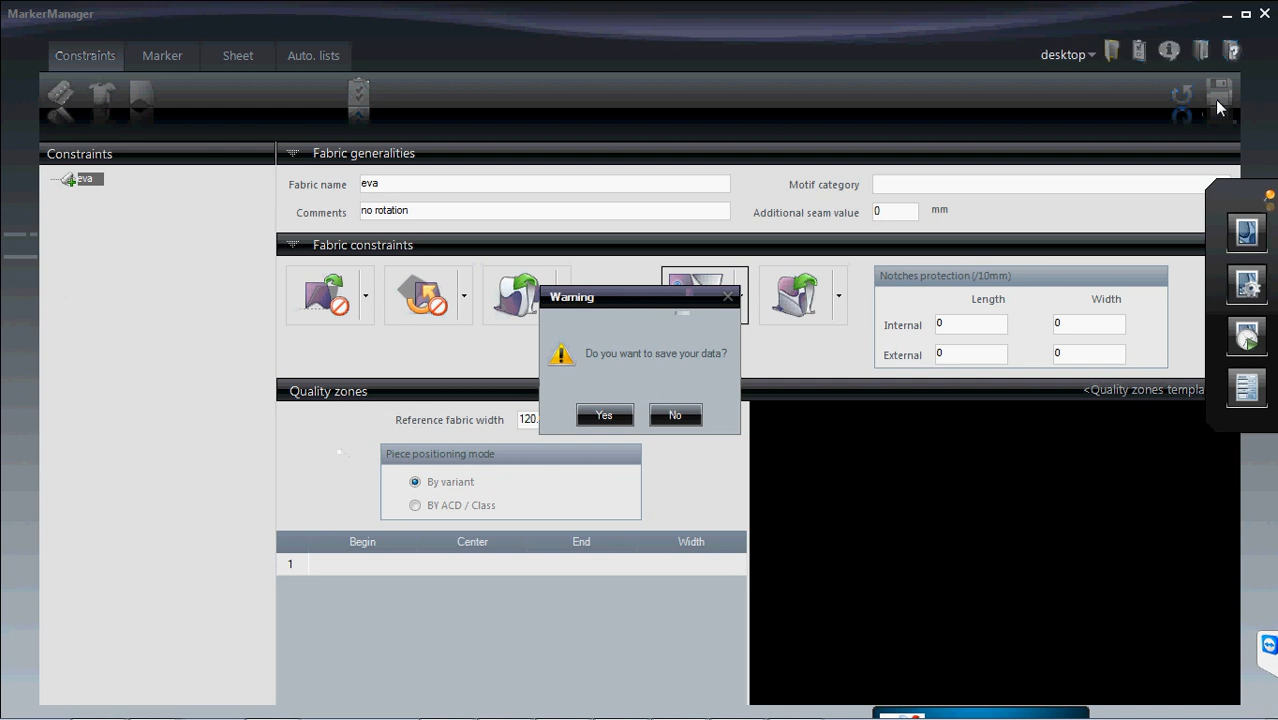 MarkerManager
Constraints
Marker
Sheet
Auto. lists
desktop
Constraints
eva
Fabric generalities
Fabric name
eva
Motif category
Comments
no rotation
Additional seam value
0
mm
Fabric constraints
Notches protection (/10mm)
Length
Width
Internal
0
0
External
0
0
Warning
Do you want to save your data?
Yes
No
Quality zones
<Quality zones templa
Reference fabric width
120.
Piece positioning mode
By variant
BY ACD / Class
Begin
Center
End
Width
1